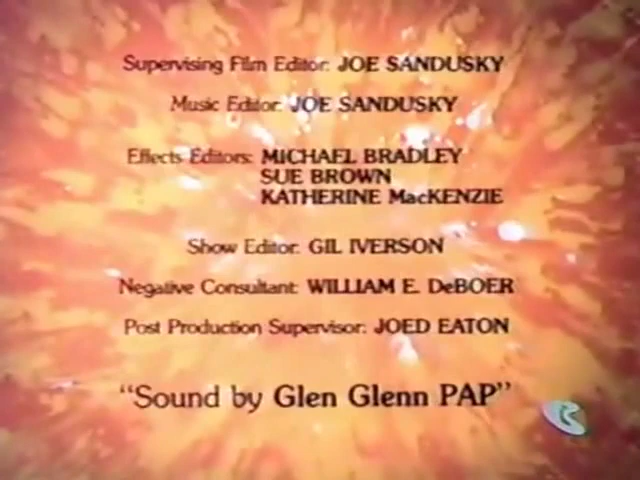 Supervising Film Editor: JOE SANDUSKY
Music Editor: JOE SANDUSKY
Effects Editors: MICHAEL BRADLEY
SUE BROWN
KATHERINE MacKENZIE
Show Editor: GIL IVERSON
Negative Consultant: WILLIAM E. DeBOER
Post Production Supervisor: JOED EATON
"Sound by Glen Glenn PAP"